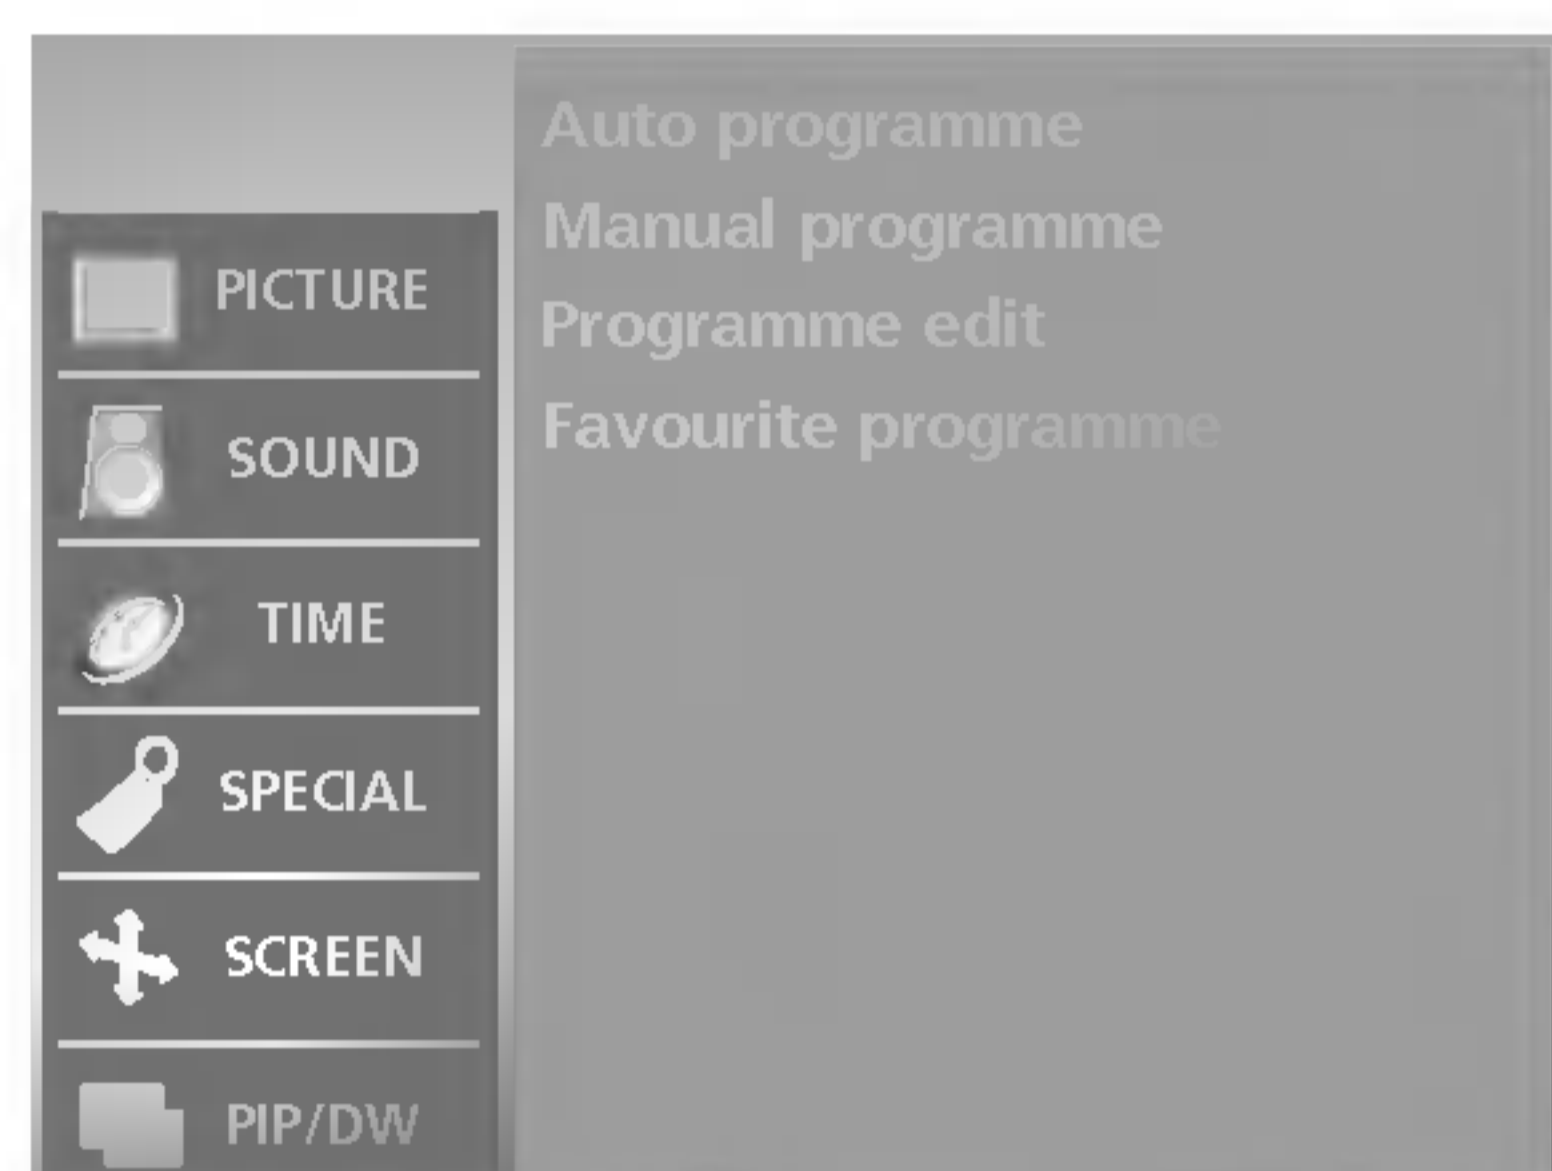 Auto programme
Manual programme
Programme edit
Favourite programme
PICTURE
SOUND
TIME
SPECIAL
SCREEN
PIP/DW